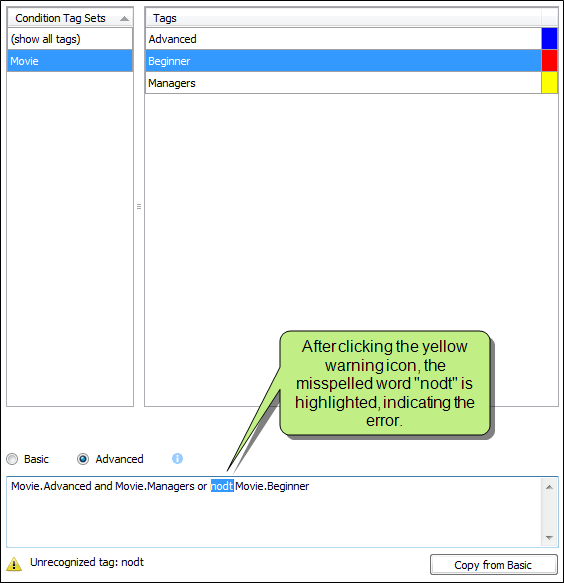 Condition Tag Sets
Tags
(show all tags)
Advanced
Movie
Beginner
Managers
After clicking the yellow
warning icon, the
misspelled word "nodt" is
highlighted, indicating the
error.
Basic
Advanced
Movie.Advanced and Movie.Managers or nodt Movie.Beginner
Unrecognized tag: nodt
Copy from Basic